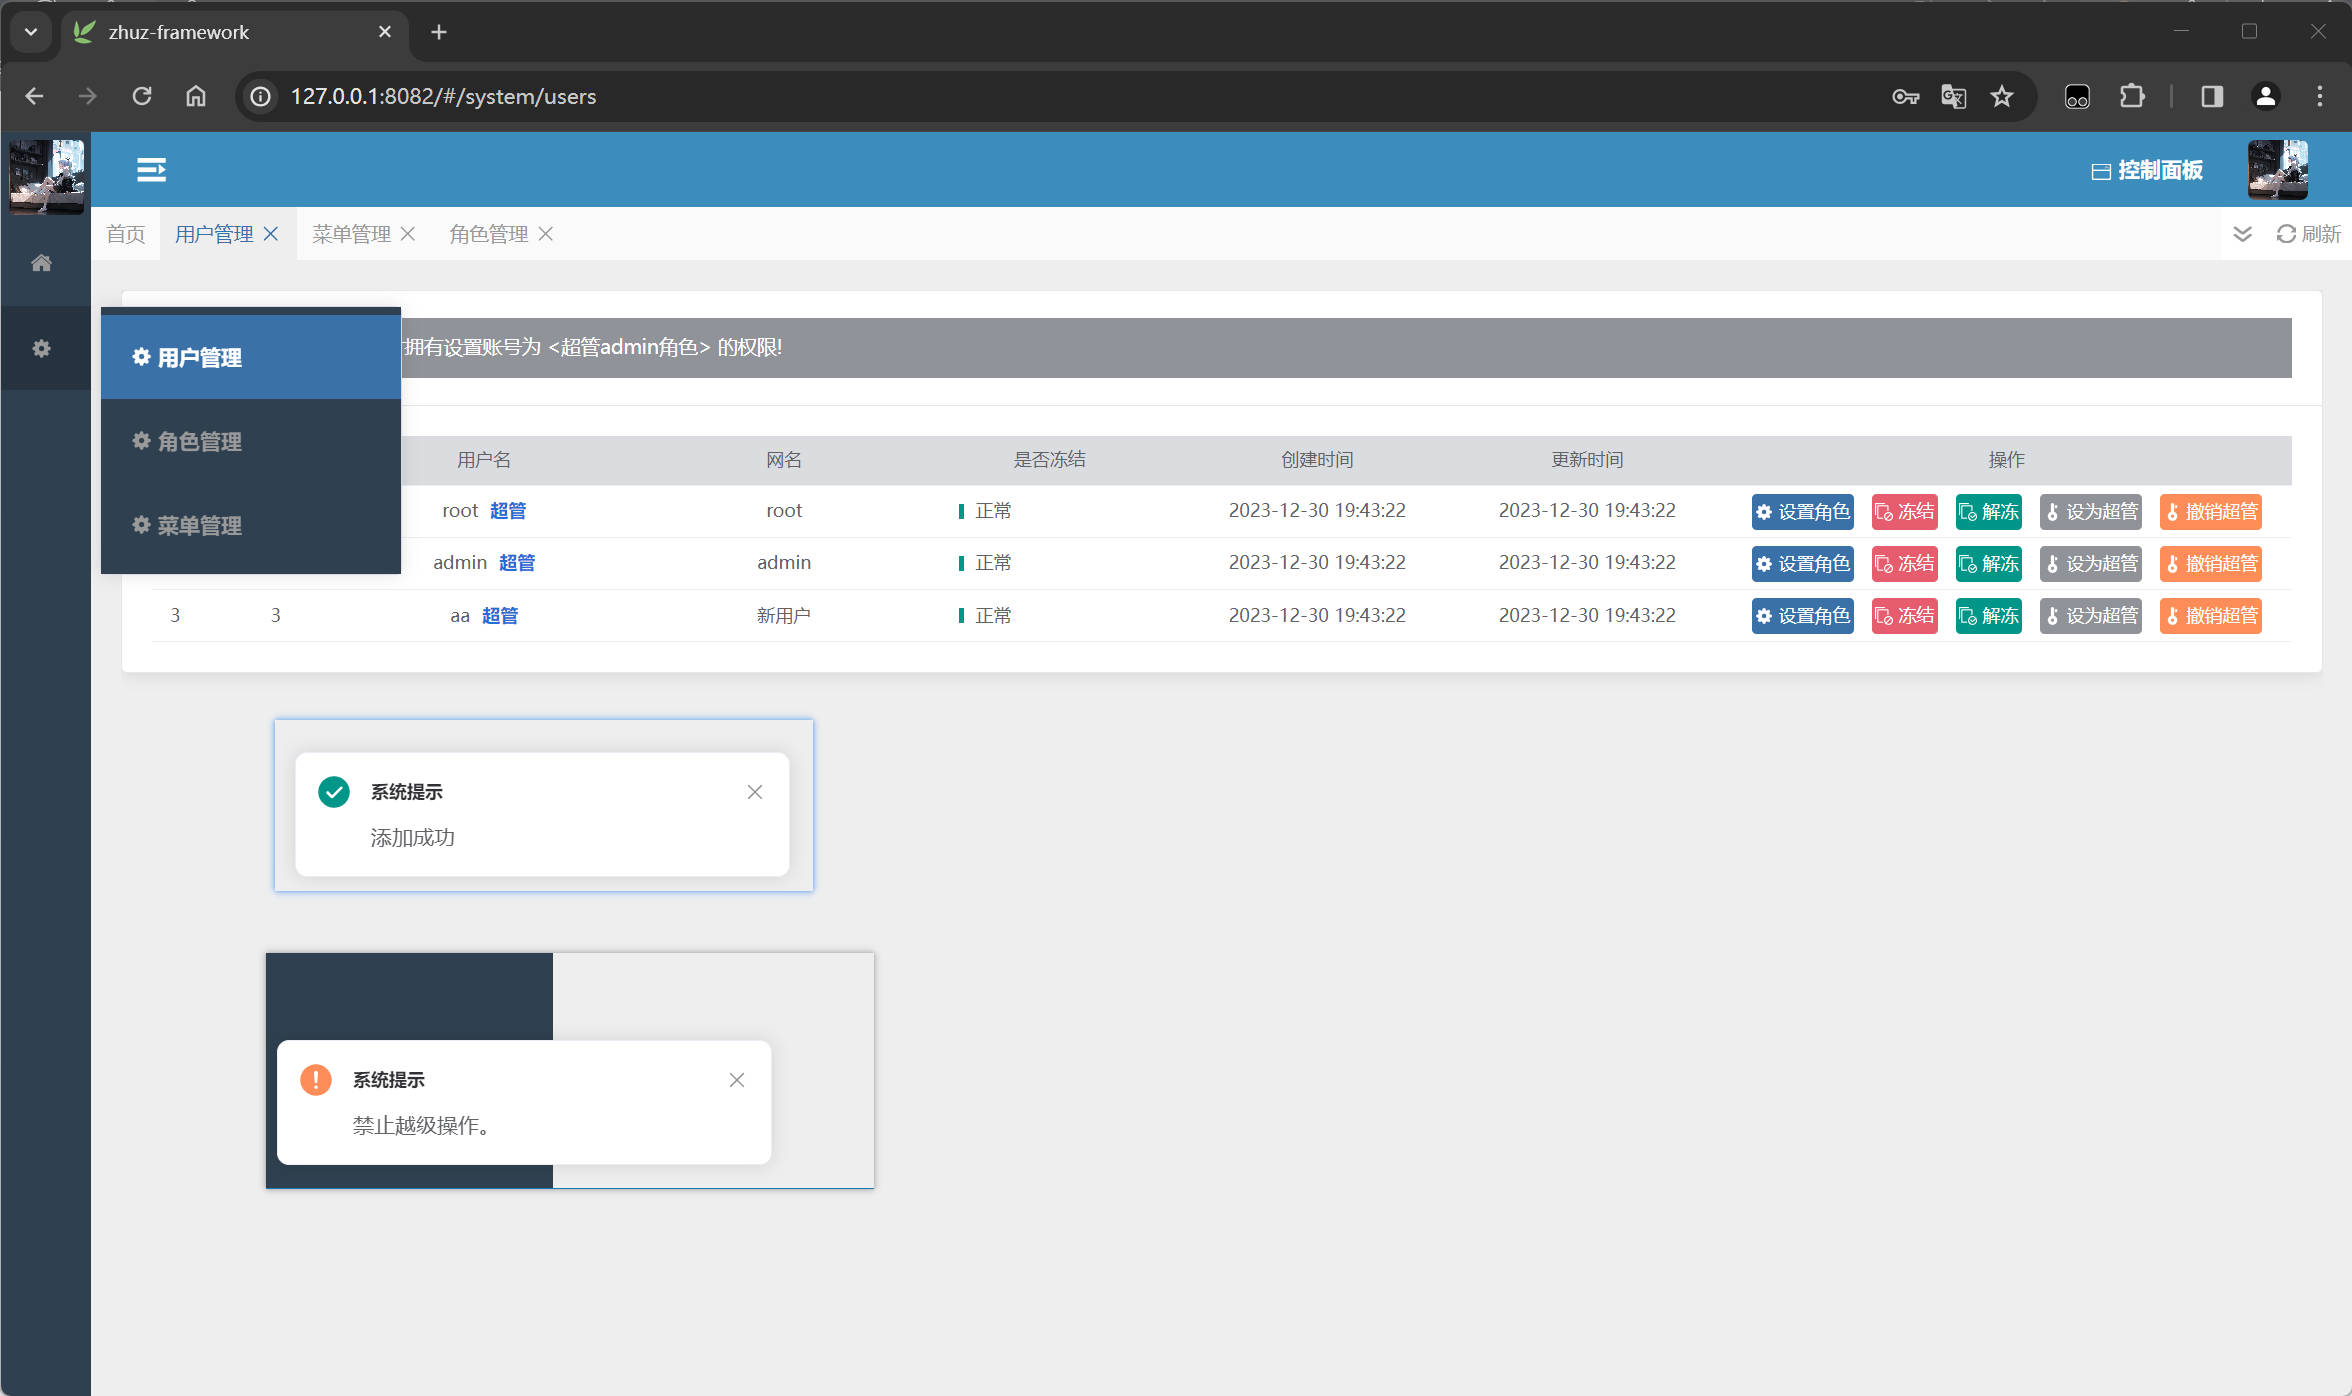 zhuz-framework
127.0.0.1:8082/#/system/users
控制面板
首页 用户管理 菜单管理 角色管理 刷新
用户管理
角色管理
菜单管理
拥有设置账号为 <超管admin角色> 的权限!
用户名 网名 是否冻结 创建时间 更新时间 操作
root 超管 root 正常 2023-12-30 19:43:22 2023-12-30 19:43:22 设置角色 冻结 解冻 设为超管 撤销超管
admin 超管 admin 正常 2023-12-30 19:43:22 2023-12-30 19:43:22 设置角色 冻结 解冻 设为超管 撤销超管
3 3 aa 超管 新用户 正常 2023-12-30 19:43:22 2023-12-30 19:43:22 设置角色 冻结 解冻 设为超管 撤销超管
系统提示
添加成功
系统提示
禁止越级操作。